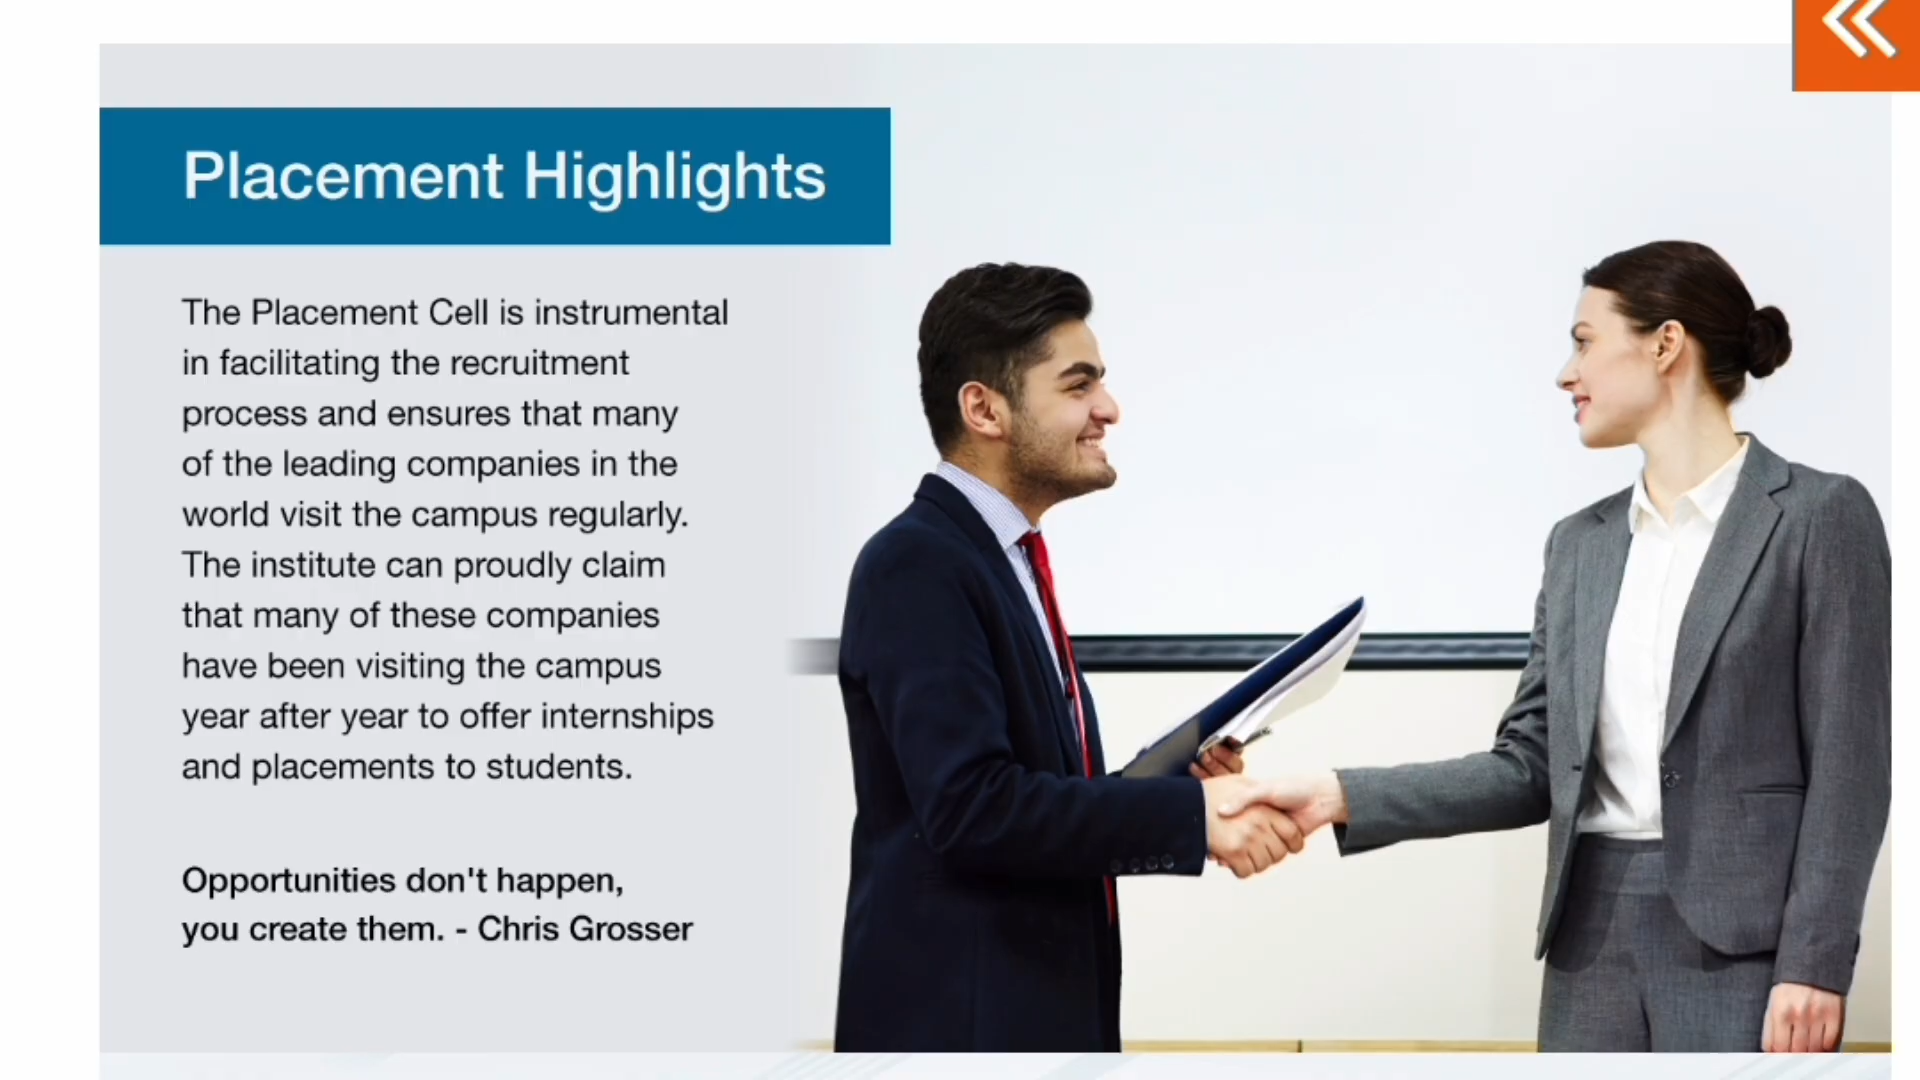 Placement Highlights
The Placement Cell is instrumental
in facilitating the recruitment
process and ensures that many
of the leading companies in the
world visit the campus regularly.
The institute can proudly claim
that many of these companies
have been visiting the campus
year after year to offer internships
and placements to students.
Opportunities don't happen,
you create them. - Chris Grosser